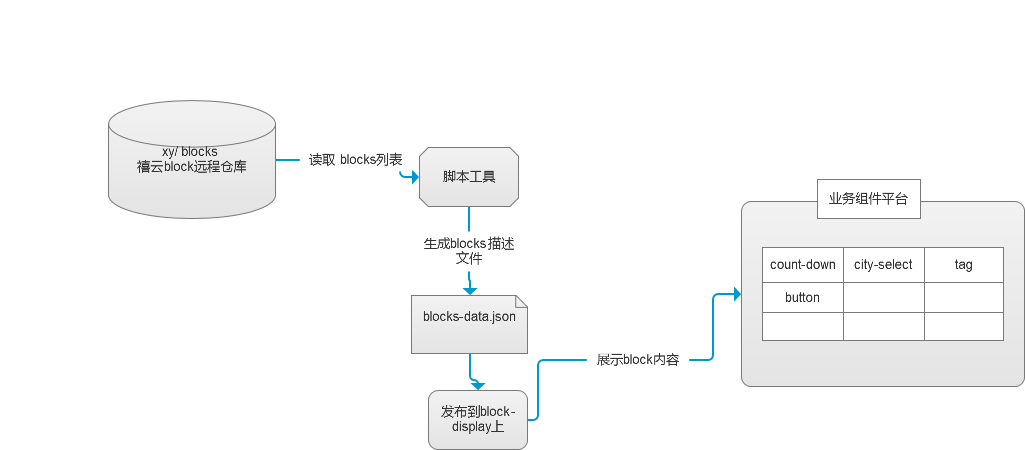 xy/ blocks
禧云block远程仓库
读取 blocks列表
脚本工具
生成blocks描述
文件
blocks-data.json
发布到block-
display上
展示block内容
业务组件平台
count-down
city-select
tag
button